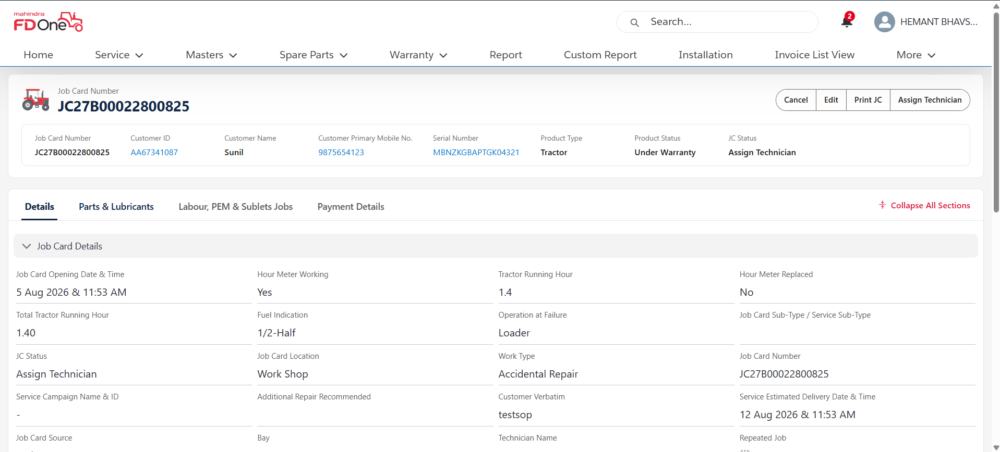 mahindra
FD One
Search...
2
HEMANT BHAVS...
Home
Service
Masters
Spare Parts
Warranty
Report
Custom Report
Installation
Invoice List View
More
Job Card Number
JC27B00022800825
Cancel
Edit
Print JC
Assign Technician
Job Card Number
Customer ID
Customer Name
Customer Primary Mobile No.
Serial Number
Product Type
Product Status
JC Status
JC27B00022800825
AA67341087
Sunil
9875654123
MBNZKGBAPTGK04321
Tractor
Under Warranty
Assign Technician
Details
Parts & Lubricants
Labour, PEM & Sublets Jobs
Payment Details
Collapse All Sections
Job Card Details
Job Card Opening Date & Time
Hour Meter Working
Tractor Running Hour
Hour Meter Replaced
5 Aug 2026 & 11:53 AM
Yes
1.4
No
Total Tractor Running Hour
Fuel Indication
Operation at Failure
Job Card Sub-Type / Service Sub-Type
1.40
1/2-Half
Loader
JC Status
Job Card Location
Work Type
Job Card Number
Assign Technician
Work Shop
Accidental Repair
JC27B00022800825
Service Campaign Name & ID
Additional Repair Recommended
Customer Verbatim
Service Estimated Delivery Date & Time
-
testsop
12 Aug 2026 & 11:53 AM
Job Card Source
Bay
Technician Name
Repeated Job